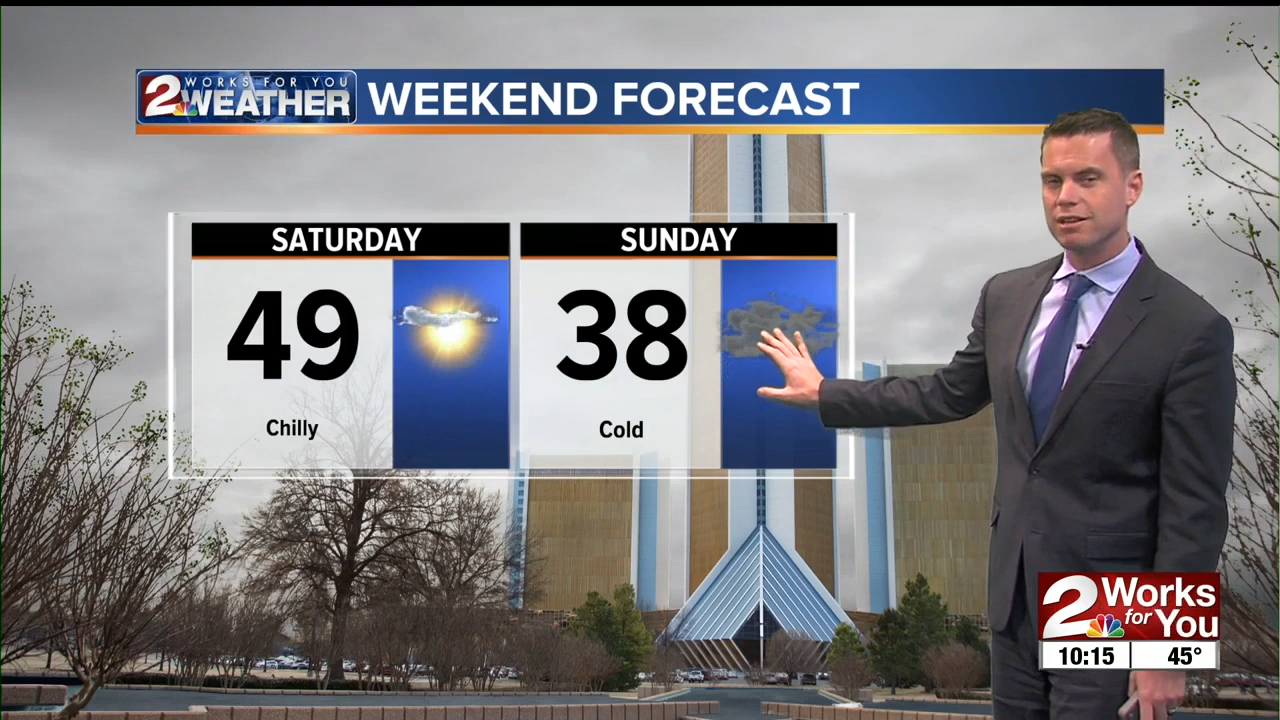 2 WORKS FOR YOU
WEATHER
WEEKEND FORECAST
SATURDAY
49
Chilly
SUNDAY
38
Cold
2 Works
for You
10:15 45°